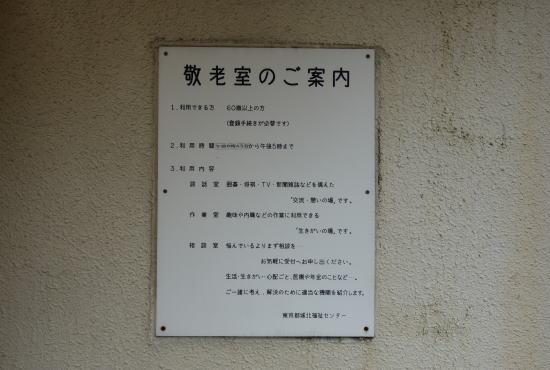 敬老室のご案内
1. 利用できる方 60歳以上の方
(登録手続きが必要です)
2. 利用時間 から午後5時まで
3. 利用内容
談話室 囲碁・将棋・TV・新聞雑誌などを備えた
「交流・憩いの場」です。
作業室 趣味や内職などの作業に利用できる
「生きがいの場」です。
相談室 悩んでいるよりまず相談を…
お気軽に受付へお申し出ください。
生活・生きがい・心配ごと、医療や年金のことなど…。
ご一緒に考え、解決のために適当な機関を紹介します。
東京都城北福祉センター